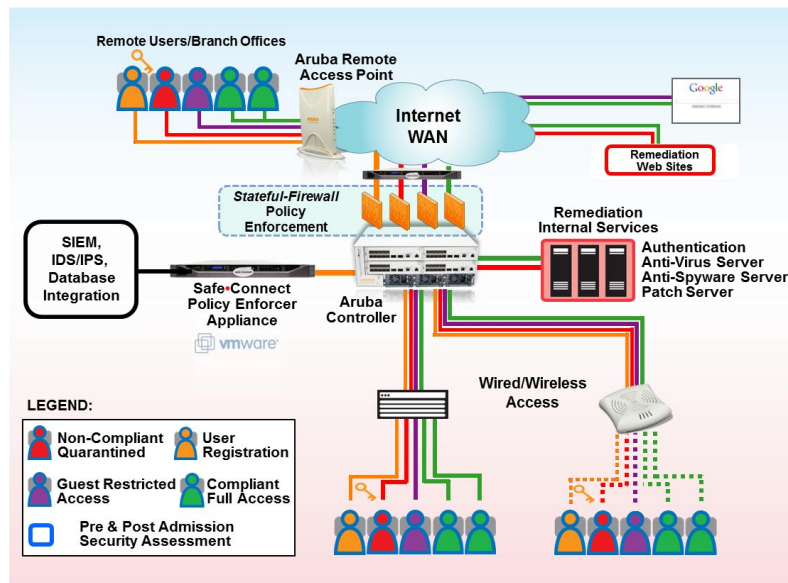 Remote Users/Branch Offices
Aruba Remote
Access Point
Internet
WAN
Google
Remediation
Web Sites
Stateful-Firewall
Policy
Enforcement
SIEM,
IDS/IPS,
Database
Integration
Safe•Connect
Policy Enforcer
Appliance
vmware®
Aruba
Controller
Remediation
Internal Services
Authentication
Anti-Virus Server
Anti-Spyware Server
Patch Server
Wired/Wireless
Access
LEGEND:
Non-Compliant
Quarantined
User
Registration
Guest Restricted
Access
Compliant
Full Access
Pre & Post Admission
Security Assessment